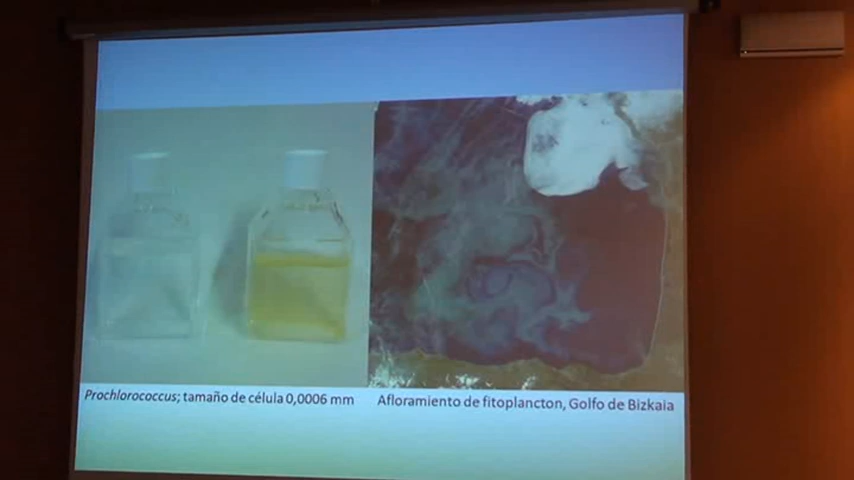 Prochlorococcus; tamaño de célula 0,0006 mm
Afloramiento de fitoplancton, Golfo de Bizkaia